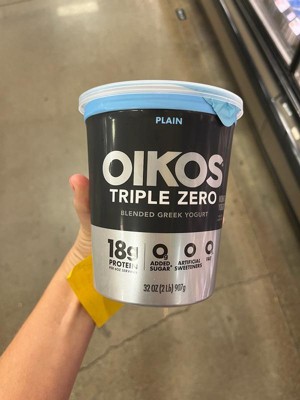 PLAIN
OIKOS
TRIPLE ZERO
BLENDED GREEK YOGURT
18g
PROTEIN
0g
ADDED
SUGAR*
0
ARTIFICIAL
SWEETENERS
0
FAT
32 OZ (2 Lb) 907g